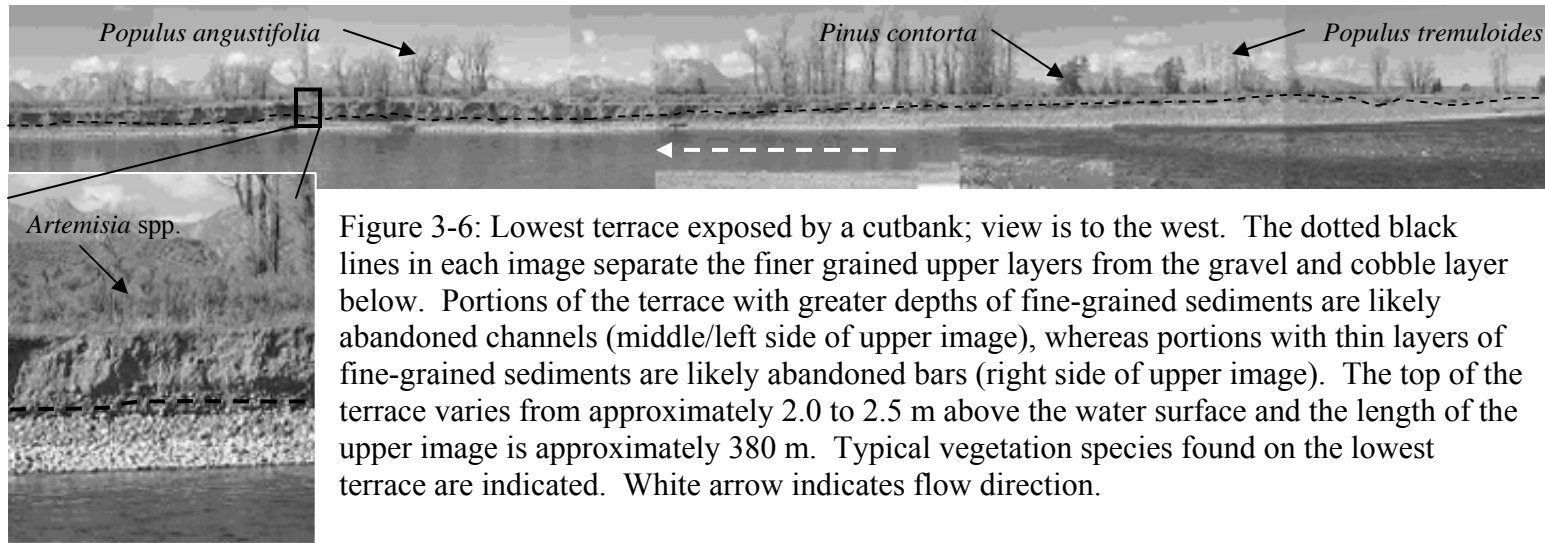 Populus angustifolia
Pinus contorta
Populus tremuloides
Artemisia spp.
Figure 3-6: Lowest terrace exposed by a cutbank; view is to the west. The dotted black
lines in each image separate the finer grained upper layers from the gravel and cobble layer
below. Portions of the terrace with greater depths of fine-grained sediments are likely
abandoned channels (middle/left side of upper image), whereas portions with thin layers of
fine-grained sediments are likely abandoned bars (right side of upper image). The top of the
terrace varies from approximately 2.0 to 2.5 m above the water surface and the length of the
upper image is approximately 380 m. Typical vegetation species found on the lowest
terrace are indicated. White arrow indicates flow direction.